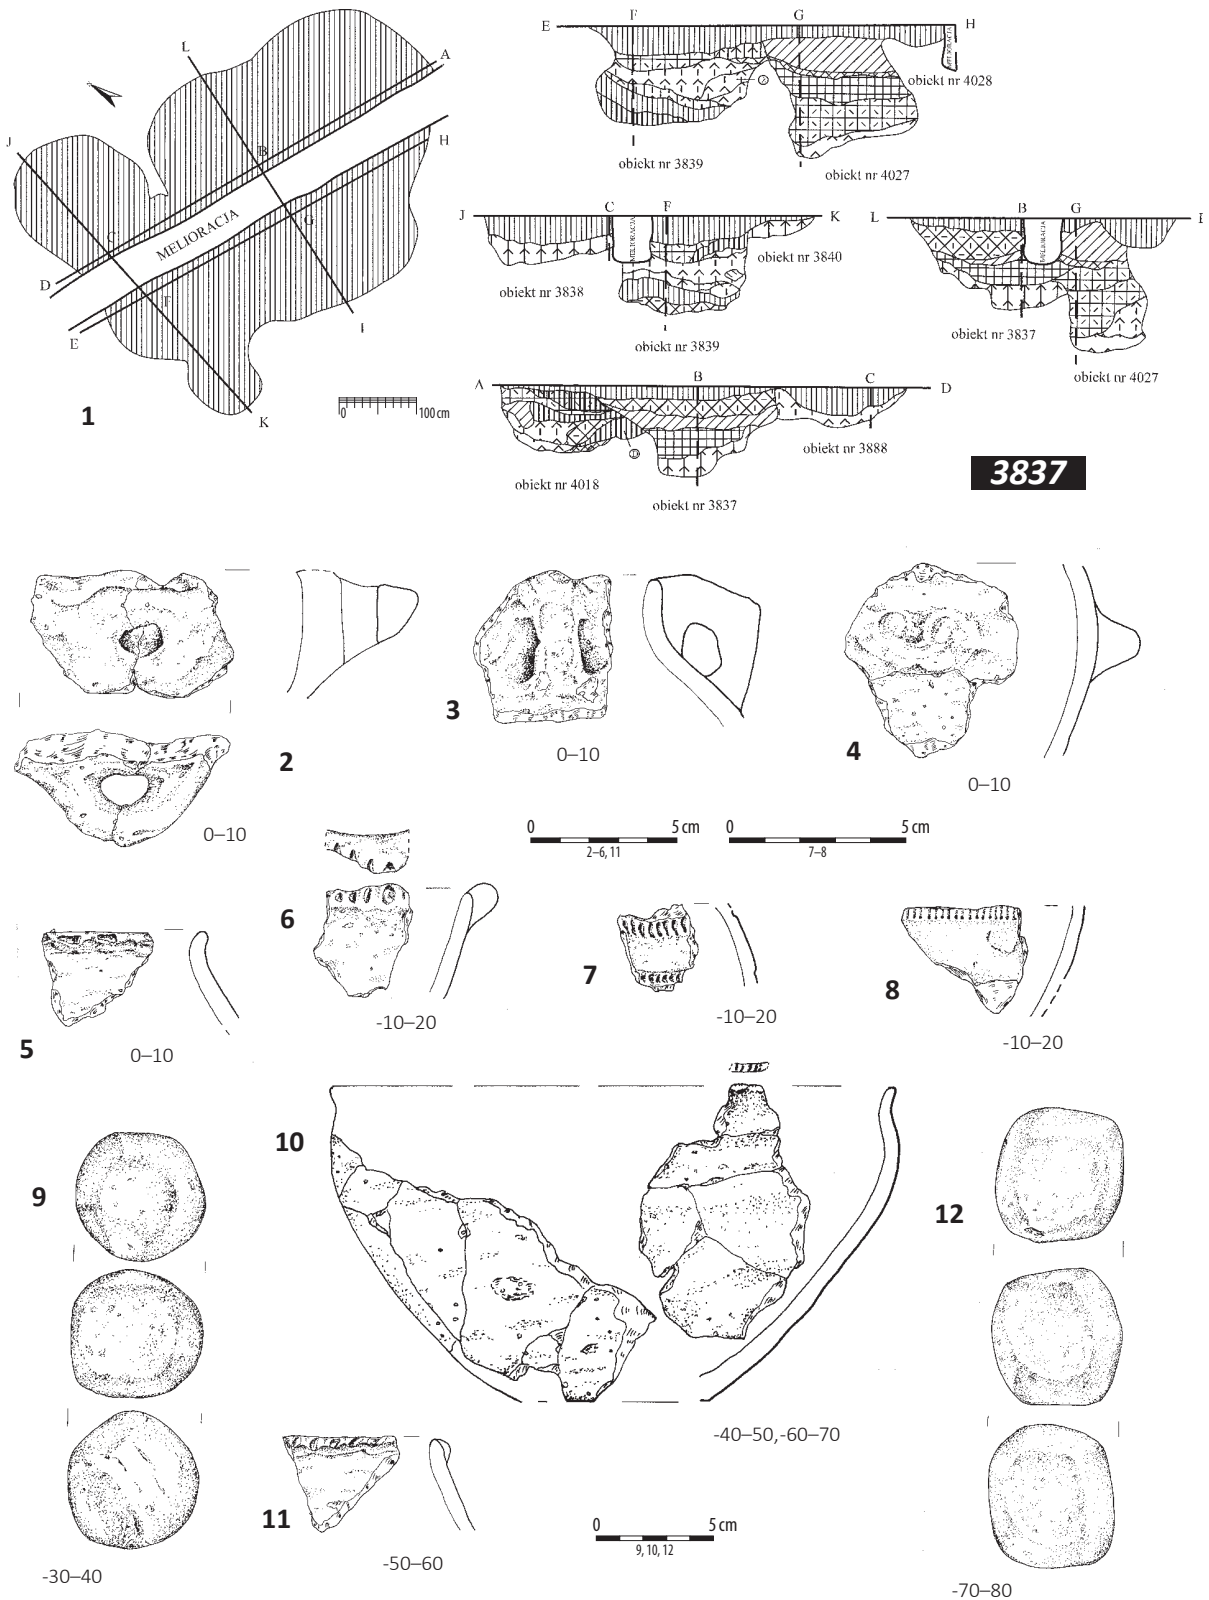 L
A
J
B
H
C
G
MELIORACJA
D
F
E
I
K
1
0 100 cm
E F G H
MELIORACJA
obiekt nr 4028
2
obiekt nr 3839
obiekt nr 4027
J C F K
MELIORACJA
obiekt nr 3840
obiekt nr 3838
obiekt nr 3839
L B G I
MELIORACJA
obiekt nr 3837
obiekt nr 4027
A B C D
obiekt nr 3888
obiekt nr 4018
obiekt nr 3837
3837
2
0–10
3
0–10
4
0–10
0 5 cm
2–6, 11
0 5 cm
7–8
5
0–10
6
-10–20
7
-10–20
8
-10–20
9
-30–40
10
-40–50,-60–70
11
-50–60
0 5 cm
9, 10, 12
12
-70–80